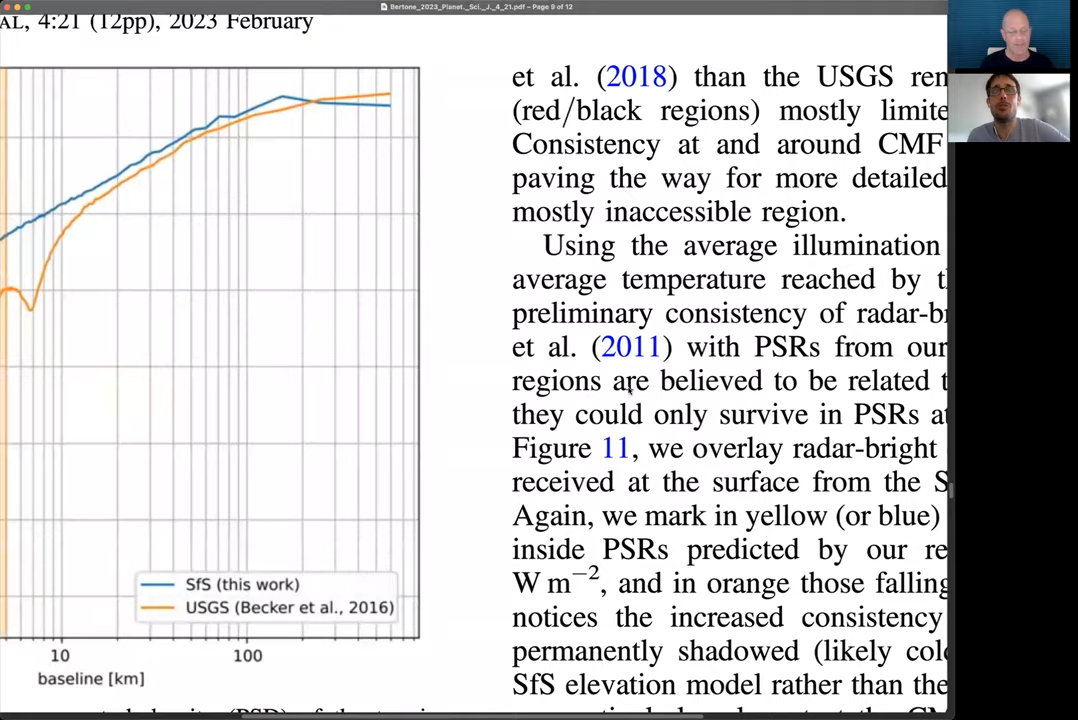 Bertone_2023_Planet._Sci._J._4_21.pdf – Page 9 of 12
AL, 4:21 (12pp), 2023 February
SfS (this work)
USGS (Becker et al., 2016)
10
100
baseline [km]
et al. (2018) than the USGS ren
(red/black regions) mostly limite
Consistency at and around CMF
paving the way for more detailed
mostly inaccessible region.
Using the average illumination
average temperature reached by t
preliminary consistency of radar-b
et al. (2011) with PSRs from our
regions are believed to be related t
they could only survive in PSRs at
Figure 11, we overlay radar-bright
received at the surface from the S
Again, we mark in yellow (or blue)
inside PSRs predicted by our re
W m−2, and in orange those falling
notices the increased consistency
permanently shadowed (likely col
SfS elevation model rather than the